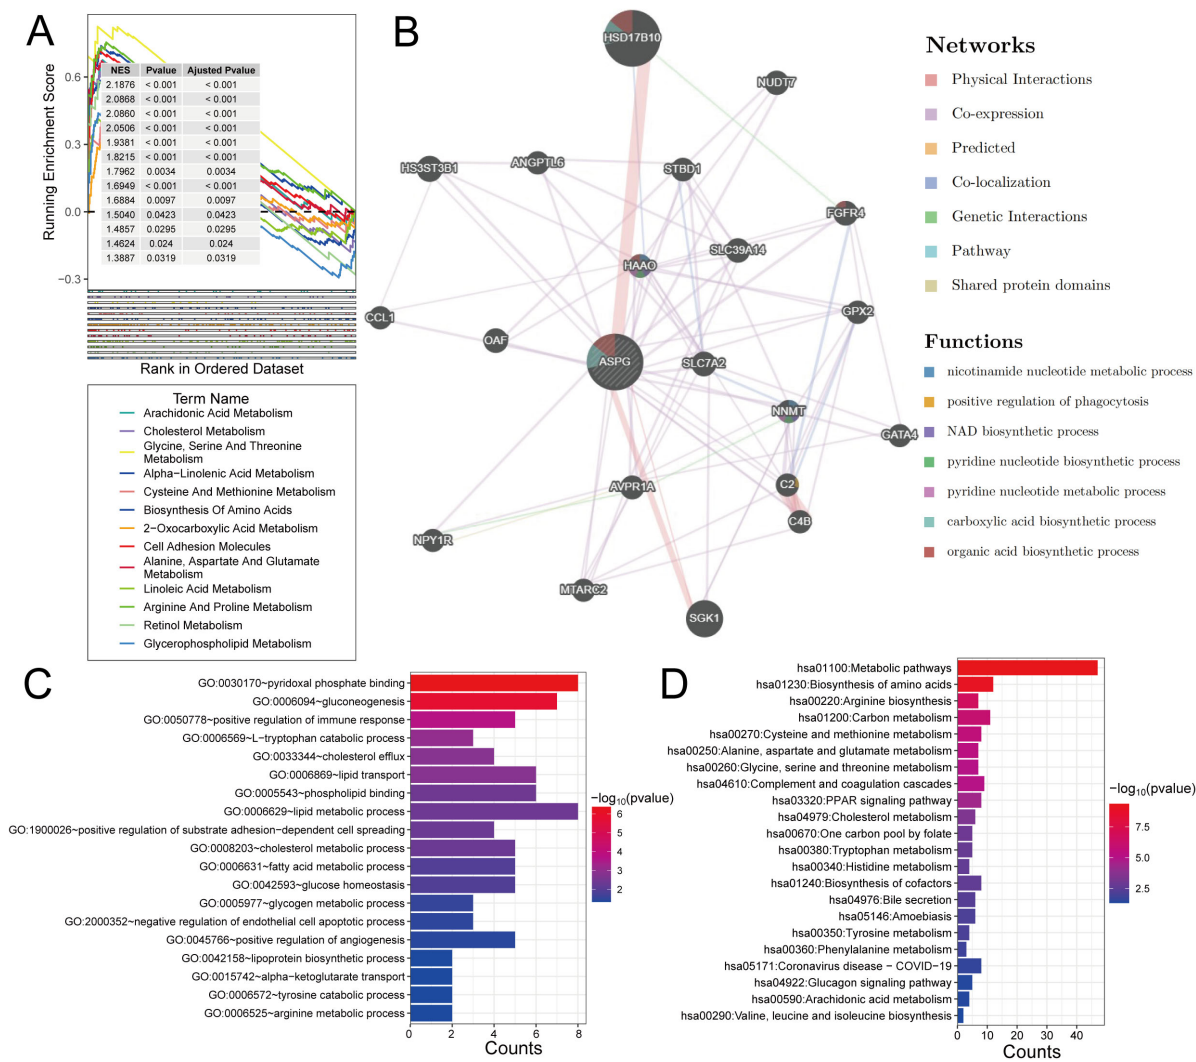 A
Running Enrichment Score
0.6
0.3
0.0
−0.3
NES Pvalue Ajusted Pvalue
2.1876 < 0.001 < 0.001
2.0868 < 0.001 < 0.001
2.0860 < 0.001 < 0.001
2.0506 < 0.001 < 0.001
1.9381 < 0.001 < 0.001
1.8215 < 0.001 < 0.001
1.7962 0.0034 0.0034
1.6949 < 0.001 < 0.001
1.6884 0.0097 0.0097
1.5040 0.0423 0.0423
1.4857 0.0295 0.0295
1.4624 0.024 0.024
1.3887 0.0319 0.0319
Rank in Ordered Dataset
Term Name
Arachidonic Acid Metabolism
Cholesterol Metabolism
Glycine, Serine And Threonine
Metabolism
Alpha−Linolenic Acid Metabolism
Cysteine And Methionine Metabolism
Biosynthesis Of Amino Acids
2−Oxocarboxylic Acid Metabolism
Cell Adhesion Molecules
Alanine, Aspartate And Glutamate
Metabolism
Linoleic Acid Metabolism
Arginine And Proline Metabolism
Retinol Metabolism
Glycerophospholipid Metabolism
B
HSD17B10
NUDT7
HS3ST3B1
ANGPTL6
STBD1
FGFR4
SLC39A14
HAAO
CCL1
GPX2
OAF
ASPG
SLC7A2
NNMT
GATA4
AVPR1A
C2
C4B
NPY1R
MTARC2
SGK1
Networks
Physical Interactions
Co-expression
Predicted
Co-localization
Genetic Interactions
Pathway
Shared protein domains
Functions
nicotinamide nucleotide metabolic process
positive regulation of phagocytosis
NAD biosynthetic process
pyridine nucleotide biosynthetic process
pyridine nucleotide metabolic process
carboxylic acid biosynthetic process
organic acid biosynthetic process
C
GO:0030170~pyridoxal phosphate binding
GO:0006094~gluconeogenesis
GO:0050778~positive regulation of immune response
GO:0006569~L−tryptophan catabolic process
GO:0033344~cholesterol efflux
GO:0006869~lipid transport
GO:0005543~phospholipid binding
GO:0006629~lipid metabolic process
GO:1900026~positive regulation of substrate adhesion−dependent cell spreading
GO:0008203~cholesterol metabolic process
GO:0006631~fatty acid metabolic process
GO:0042593~glucose homeostasis
GO:0005977~glycogen metabolic process
GO:2000352~negative regulation of endothelial cell apoptotic process
GO:0045766~positive regulation of angiogenesis
GO:0042158~lipoprotein biosynthetic process
GO:0015742~alpha−ketoglutarate transport
GO:0006572~tyrosine catabolic process
GO:0006525~arginine metabolic process
0 2 4 6 8
Counts
−log10(pvalue)
6
5
4
3
2
D
hsa01100:Metabolic pathways
hsa01230:Biosynthesis of amino acids
hsa00220:Arginine biosynthesis
hsa01200:Carbon metabolism
hsa00270:Cysteine and methionine metabolism
hsa00250:Alanine, aspartate and glutamate metabolism
hsa00260:Glycine, serine and threonine metabolism
hsa04610:Complement and coagulation cascades
hsa03320:PPAR signaling pathway
hsa04979:Cholesterol metabolism
hsa00670:One carbon pool by folate
hsa00380:Tryptophan metabolism
hsa00340:Histidine metabolism
hsa01240:Biosynthesis of cofactors
hsa04976:Bile secretion
hsa05146:Amoebiasis
hsa00350:Tyrosine metabolism
hsa00360:Phenylalanine metabolism
hsa05171:Coronavirus disease − COVID−19
hsa04922:Glucagon signaling pathway
hsa00590:Arachidonic acid metabolism
hsa00290:Valine, leucine and isoleucine biosynthesis
0 10 20 30 40
Counts
−log10(pvalue)
7.5
5.0
2.5